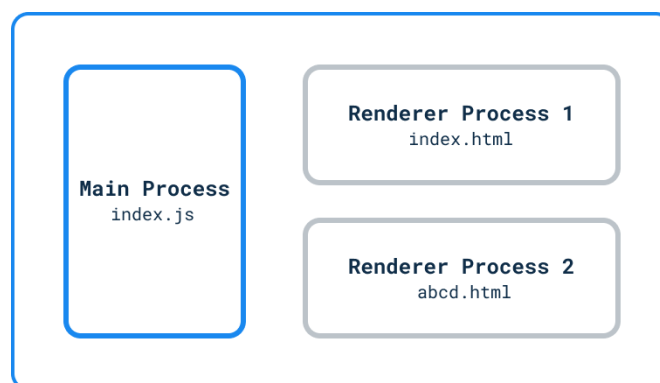 Main Process
index.js
Renderer Process 1
index.html
Renderer Process 2
abcd.html